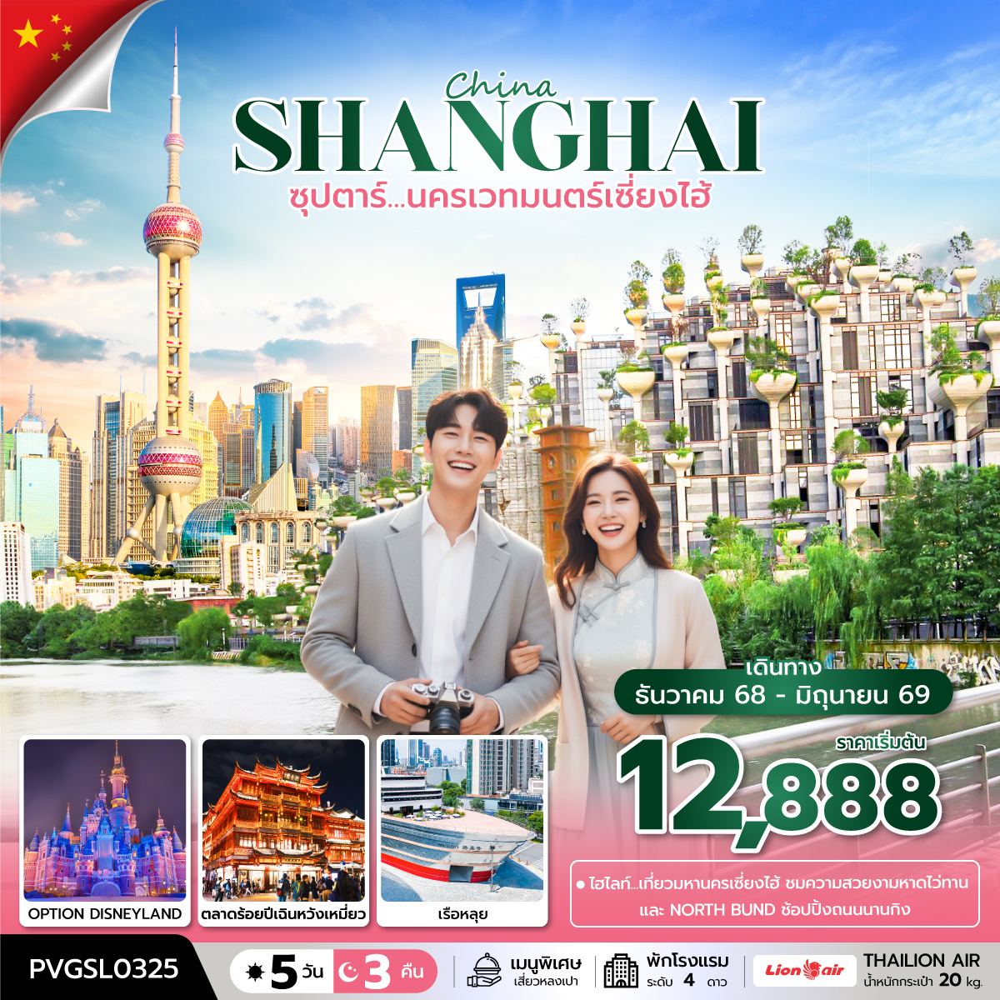 China
SHANGHAI
ซุปตาร์...นครเวทมนตร์เซี่ยงไฮ้
เดินทาง
ธันวาคม 68 - มิถุนายน 69
ราคาเริ่มต้น
12,888
OPTION DISNEYLAND
ตลาดร้อยปีเฉินหวังเหมี่ยว
เรือหลุย
• ไฮไลท์...เที่ยวมหานครเซี่ยงไฮ้ ชมความสวยงามหาดไว่ทาน
และ NORTH BUND ช้อปปิ้งถนนนานกิง
PVGSL0325
5 วัน 3 คืน
เมนูพิเศษ
เสี่ยวหลงเปา
พักโรงแรม
ระดับ 4 ดาว
Lion air
THAILION AIR
น้ำหนักกระเป๋า 20 kg.